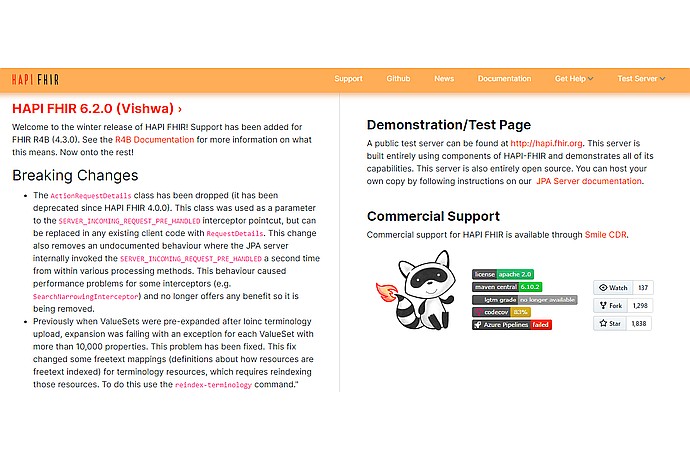 HAPI FHIR
Support Github News Documentation Get Help Test Server
HAPI FHIR 6.2.0 (Vishwa) ›
Welcome to the winter release of HAPI FHIR! Support has been added for
FHIR R4B (4.3.0). See the R4B Documentation for more information on what
this means. Now onto the rest!
Breaking Changes
• The ActionRequestDetails class has been dropped (it has been
deprecated since HAPI FHIR 4.0.0). This class was used as a parameter to
the SERVER_INCOMING_REQUEST_PRE_HANDLED interceptor pointcut, but can
be replaced in any existing client code with RequestDetails. This change
also removes an undocumented behaviour where the JPA server
internally invoked the SERVER_INCOMING_REQUEST_PRE_HANDLED a second time
from within various processing methods. This behaviour caused
performance problems for some interceptors (e.g.
SearchNarrowingInterceptor) and no longer offers any benefit so it is
being removed.
• Previously when ValueSets were pre-expanded after loinc terminology
upload, expansion was failing with an exception for each ValueSet with
more than 10,000 properties. This problem has been fixed. This fix
changed some freetext mappings (definitions about how resources are
freetext indexed) for terminology resources, which requires reindexing
those resources. To do this use the reindex-terminology command."
Demonstration/Test Page
A public test server can be found at http://hapi.fhir.org. This server is
built entirely using components of HAPI-FHIR and demonstrates all of its
capabilities. This server is also entirely open source. You can host your
own copy by following instructions on our JPA Server documentation.
Commercial Support
Commercial support for HAPI FHIR is available through Smile CDR.
license apache 2.0
maven central 6.10.2
lgtm grade no longer available
codecov 83%
Azure Pipelines failed
Watch 137
Fork 1,298
Star 1,838